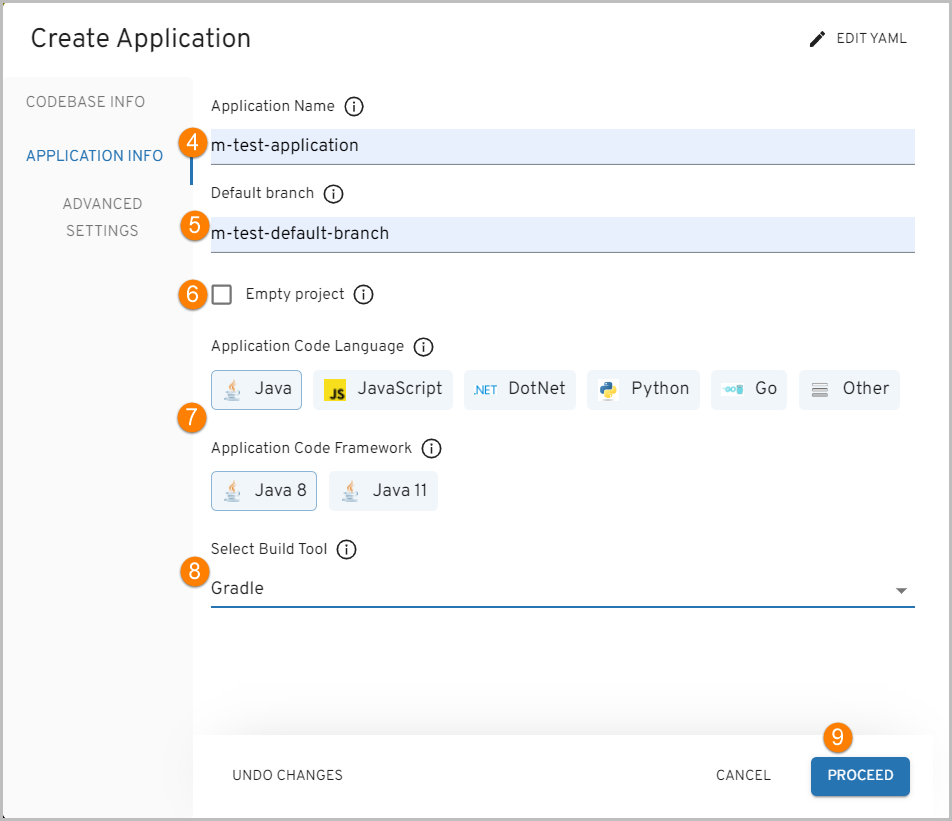 Create Application
EDIT YAML
CODEBASE INFO
APPLICATION INFO
ADVANCED
SETTINGS
Application Name
4
m-test-application
Default branch
5
m-test-default-branch
6
Empty project
Application Code Language
Java
JS JavaScript
.NET DotNet
Python
GO Go
Other
7
Application Code Framework
Java 8
Java 11
Select Build Tool
8
Gradle
9
UNDO CHANGES
CANCEL
PROCEED